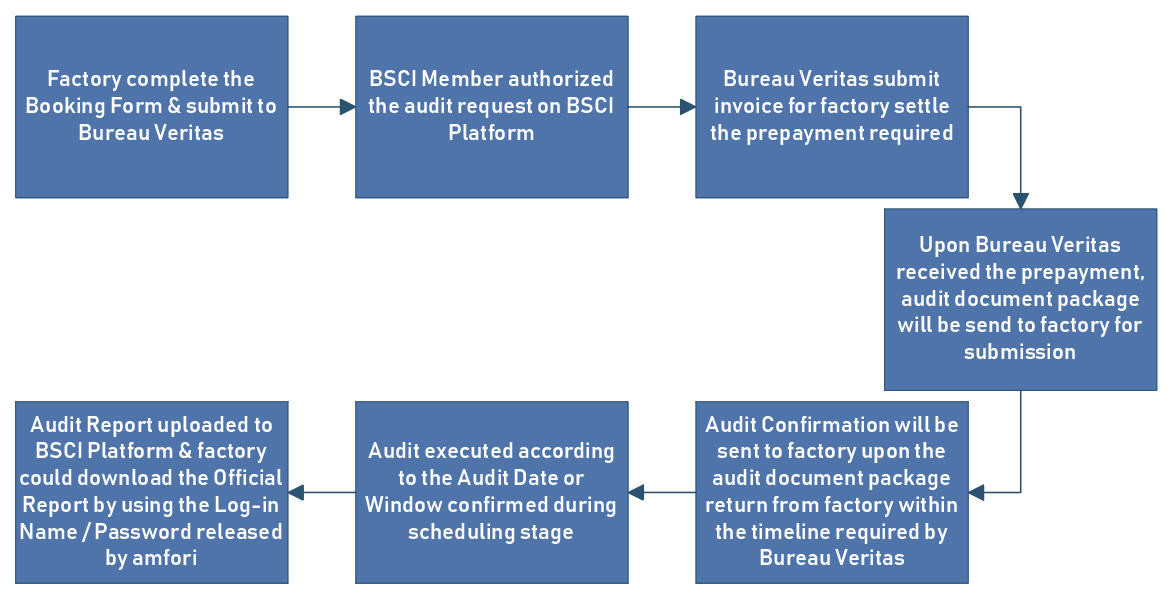 Factory complete the
Booking Form & submit to
Bureau Veritas
BSCI Member authorized
the audit request on BSCI
Platform
Bureau Veritas submit
invoice for factory settle
the prepayment required
Upon Bureau Veritas
received the prepayment,
audit document package
will be send to factory for
submission
Audit Confirmation will be
sent to factory upon the
audit document package
return from factory within
the timeline required by
Bureau Veritas
Audit executed according
to the Audit Date or
Window confirmed during
scheduling stage
Audit Report uploaded to
BSCI Platform & factory
could download the Official
Report by using the Log-in
Name / Password released
by amfori